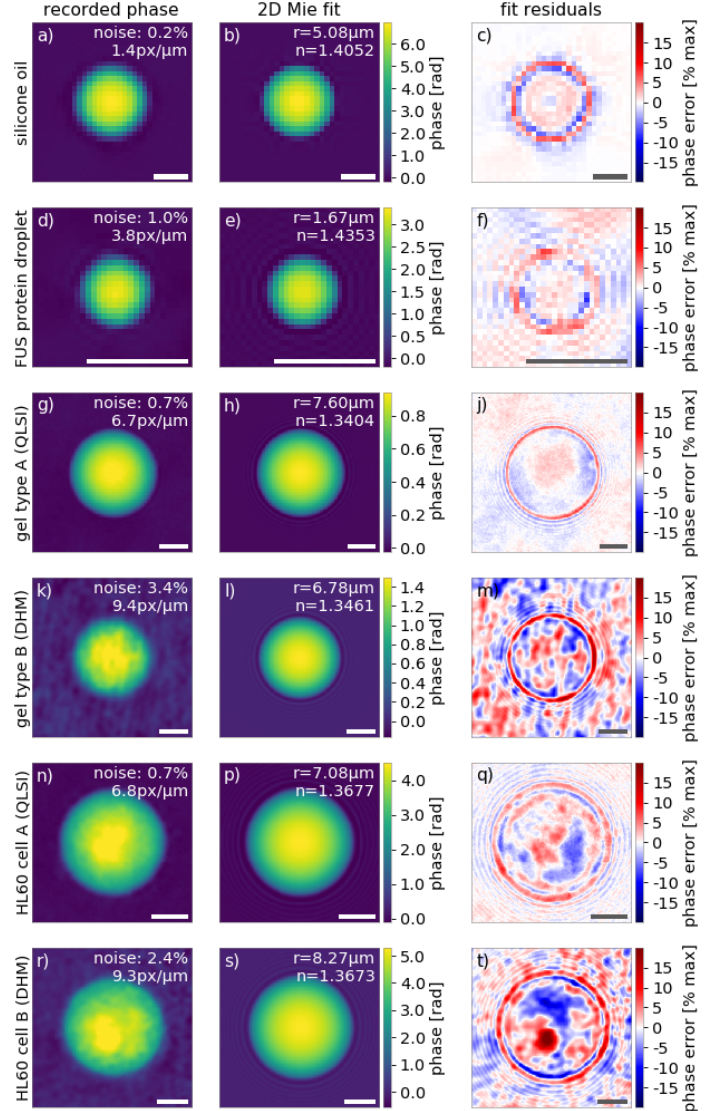 recorded phase
2D Mie fit
fit residuals
silicone oil
a)
noise: 0.2%
1.4px/µm
b)
r=5.08µm
n=1.4052
6.0
5.0
4.0
3.0
2.0
1.0
0.0
phase [rad]
c)
15
10
5
0
-5
-10
-15
phase error [% max]
FUS protein droplet
d)
noise: 1.0%
3.8px/µm
e)
r=1.67µm
n=1.4353
3.0
2.5
2.0
1.5
1.0
0.5
0.0
phase [rad]
f)
15
10
5
0
-5
-10
-15
phase error [% max]
gel type A (QLSI)
g)
noise: 0.7%
6.7px/µm
h)
r=7.60µm
n=1.3404
0.8
0.6
0.4
0.2
0.0
phase [rad]
j)
15
10
5
0
-5
-10
-15
phase error [% max]
gel type B (DHM)
k)
noise: 3.4%
9.4px/µm
l)
r=6.78µm
n=1.3461
1.4
1.2
1.0
0.8
0.6
0.4
0.2
0.0
phase [rad]
m)
15
10
5
0
-5
-10
-15
phase error [% max]
HL60 cell A (QLSI)
n)
noise: 0.7%
6.8px/µm
p)
r=7.08µm
n=1.3677
4.0
3.0
2.0
1.0
0.0
phase [rad]
q)
15
10
5
0
-5
-10
-15
phase error [% max]
HL60 cell B (DHM)
r)
noise: 2.4%
9.3px/µm
s)
r=8.27µm
n=1.3673
5.0
4.0
3.0
2.0
1.0
0.0
phase [rad]
t)
15
10
5
0
-5
-10
-15
phase error [% max]